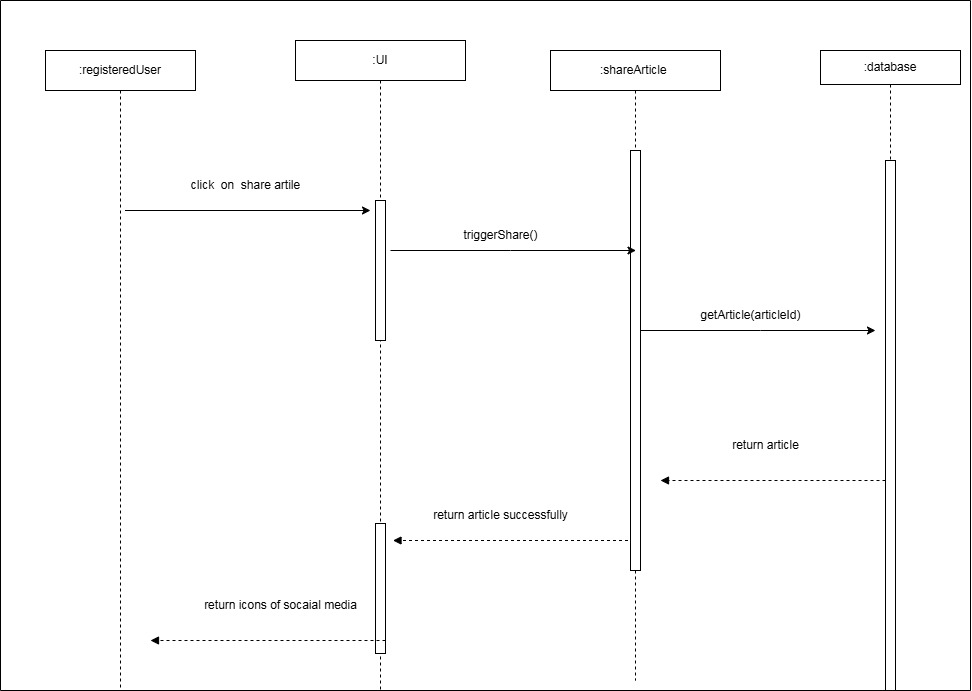 :registeredUser
:UI
:shareArticle
:database
click on share artile
triggerShare()
getArticle(articleId)
return article
return article successfully
return icons of socaial media